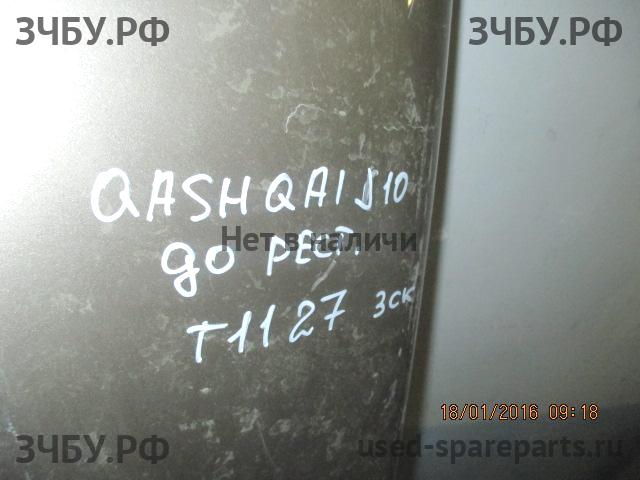 ЗЧБУ.РФ ЗЧБУ.РФ
QASHQAI J10
Нет в наличи
до РЕСТ.
T1127 ЗСК
18/01/2016 09:18
ЗЧБУ.РФ used-spareparts.ru